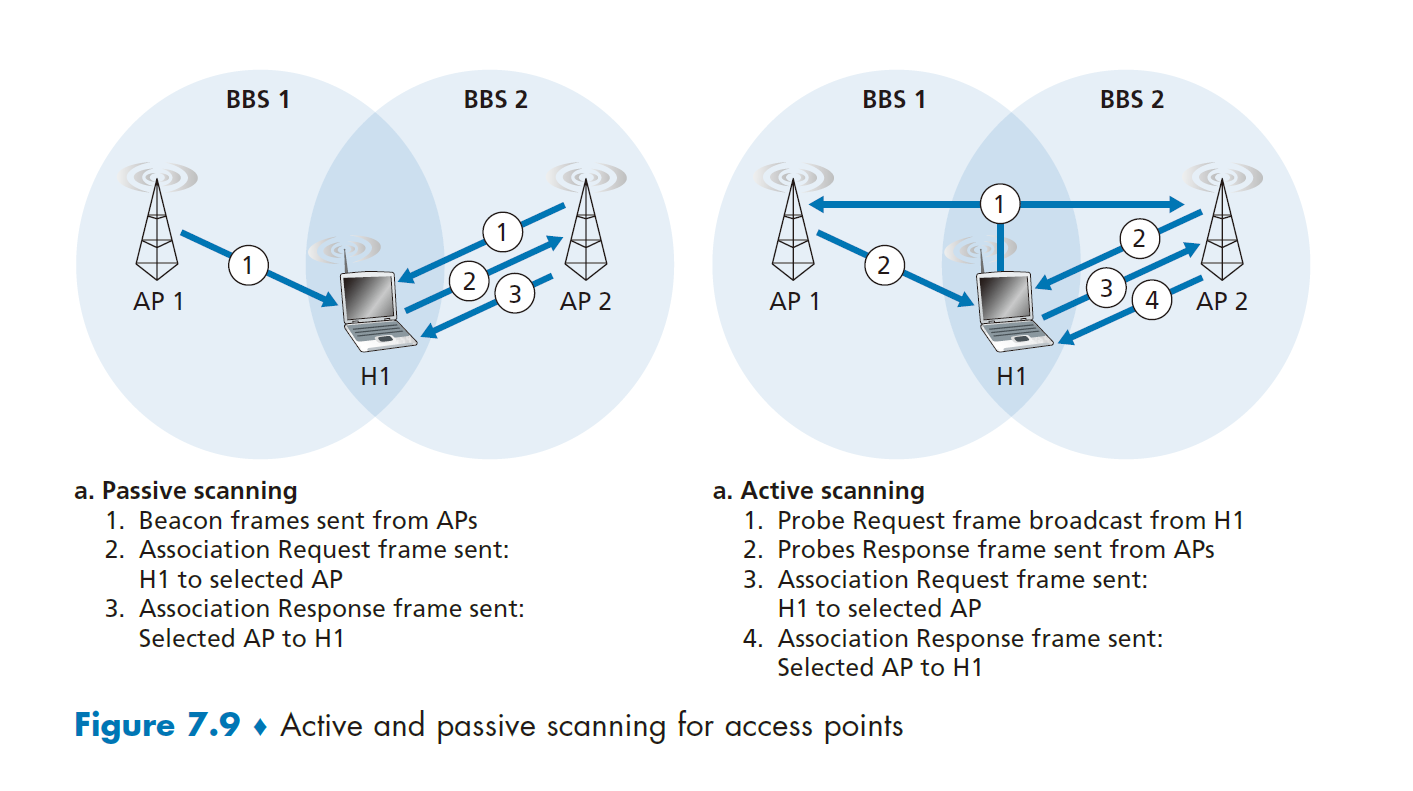 BBS 1
BBS 2
1
1
2
3
AP 1
AP 2
H1
BBS 1
BBS 2
1
2
2
3
4
AP 1
AP 2
H1
a. Passive scanning
1. Beacon frames sent from APs
2. Association Request frame sent:
H1 to selected AP
3. Association Response frame sent:
Selected AP to H1
a. Active scanning
1. Probe Request frame broadcast from H1
2. Probes Response frame sent from APs
3. Association Request frame sent:
H1 to selected AP
4. Association Response frame sent:
Selected AP to H1
Figure 7.9 ♦ Active and passive scanning for access points